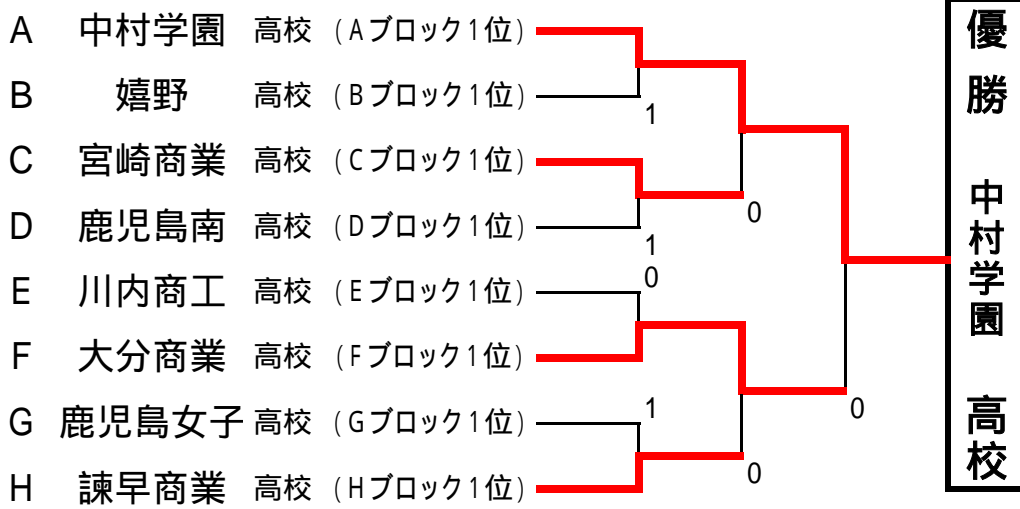 A 中村学園 高校 (Aブロック1位)
B 嬉野 高校 (Bブロック1位)
1
C 宮崎商業 高校 (Cブロック1位)
0
D 鹿児島南 高校 (Dブロック1位)
1
0
E 川内商工 高校 (Eブロック1位)
F 大分商業 高校 (Fブロック1位)
1
0
G 鹿児島女子 高校 (Gブロック1位)
0
H 諫早商業 高校 (Hブロック1位)
優勝 中村学園 高校